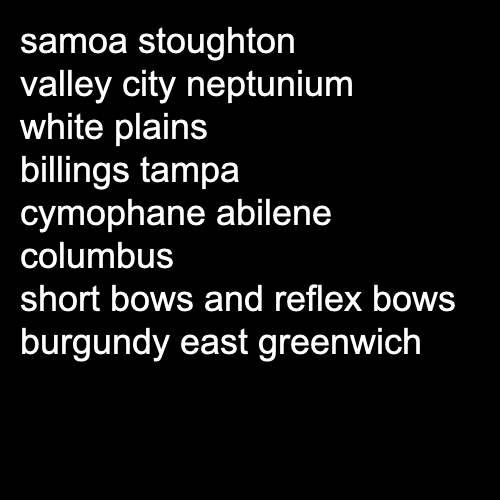 samoa stoughton
valley city neptunium
white plains
billings tampa
cymophane abilene
columbus
short bows and reflex bows
burgundy east greenwich